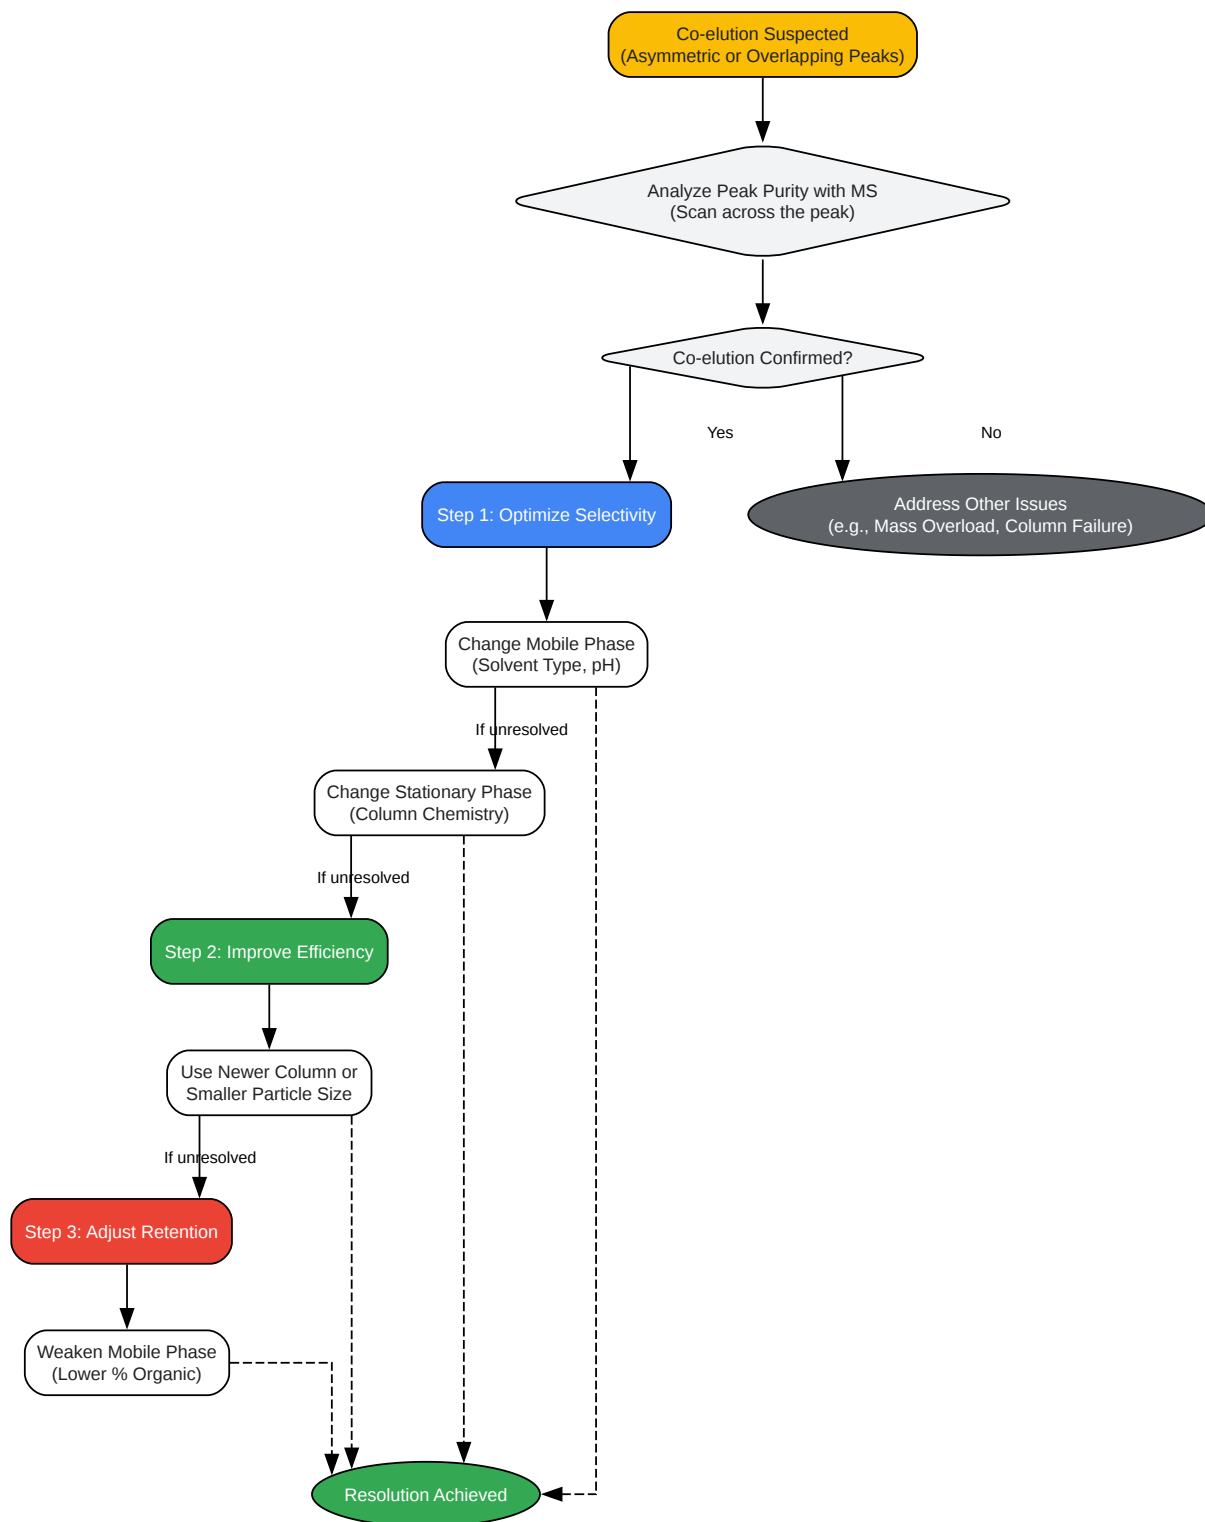 Co-elution Suspected
(Asymmetric or Overlapping Peaks)
Analyze Peak Purity with MS
(Scan across the peak)
Co-elution Confirmed?
Yes
No
Step 1: Optimize Selectivity
Address Other Issues
(e.g., Mass Overload, Column Failure)
Change Mobile Phase
(Solvent Type, pH)
If unresolved
Change Stationary Phase
(Column Chemistry)
If unresolved
Step 2: Improve Efficiency
Use Newer Column or
Smaller Particle Size
If unresolved
Step 3: Adjust Retention
Weaken Mobile Phase
(Lower % Organic)
Resolution Achieved